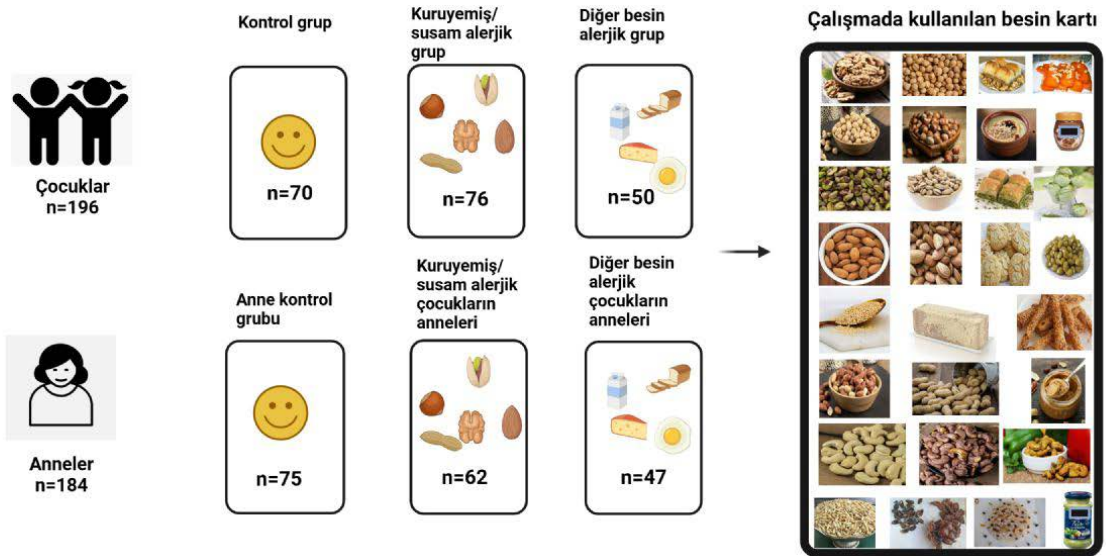 Kontrol grup
Kuruyemiş/
susam alerjik
grup
Diğer besin
alerjik grup
Çalişmada kullanılan besin kartı
Çocuklar
n=196
n=70
n=76
n=50
Anne kontrol
grubu
Kuruyemiş/
susam alerjik
çocukların
anneleri
Diğer besin
alerjik
çocukların
anneleri
Anneler
n=184
n=75
n=62
n=47